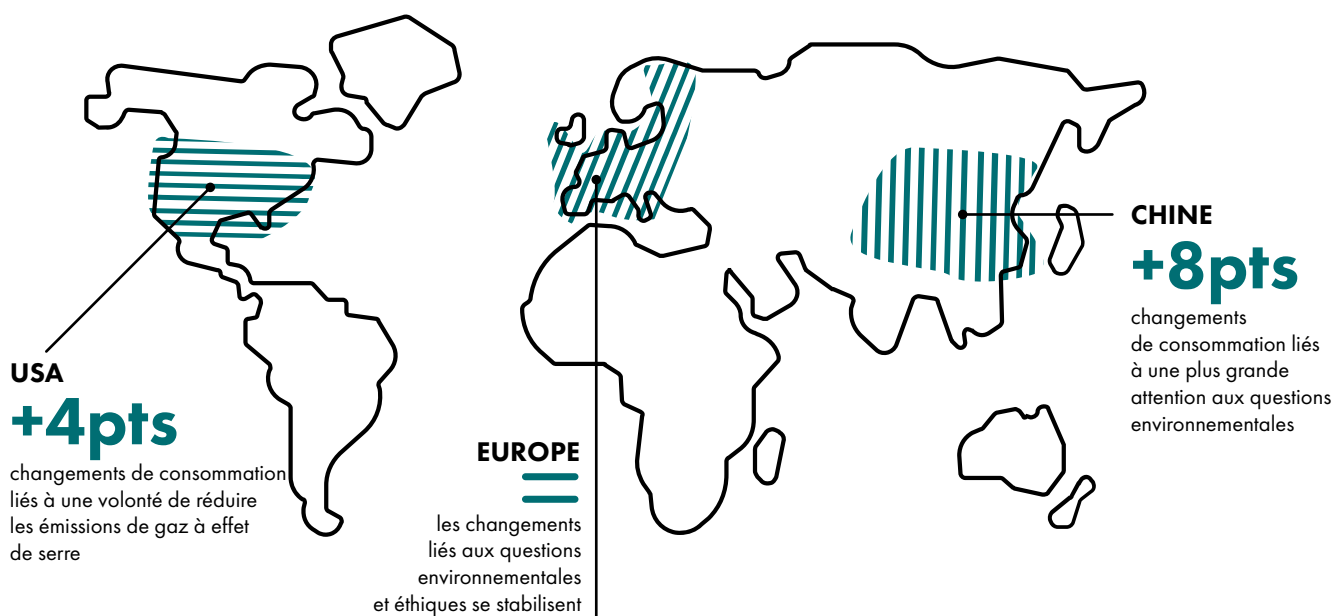 USA
+4pts
changements de consommation
liés à une volonté de réduire
les émissions de gaz à effet
de serre
EUROPE
les changements
liés aux questions
environnementales
et éthiques se stabilisent
CHINE
+8pts
changements
de consommation liés
à une plus grande
attention aux questions
environnementales